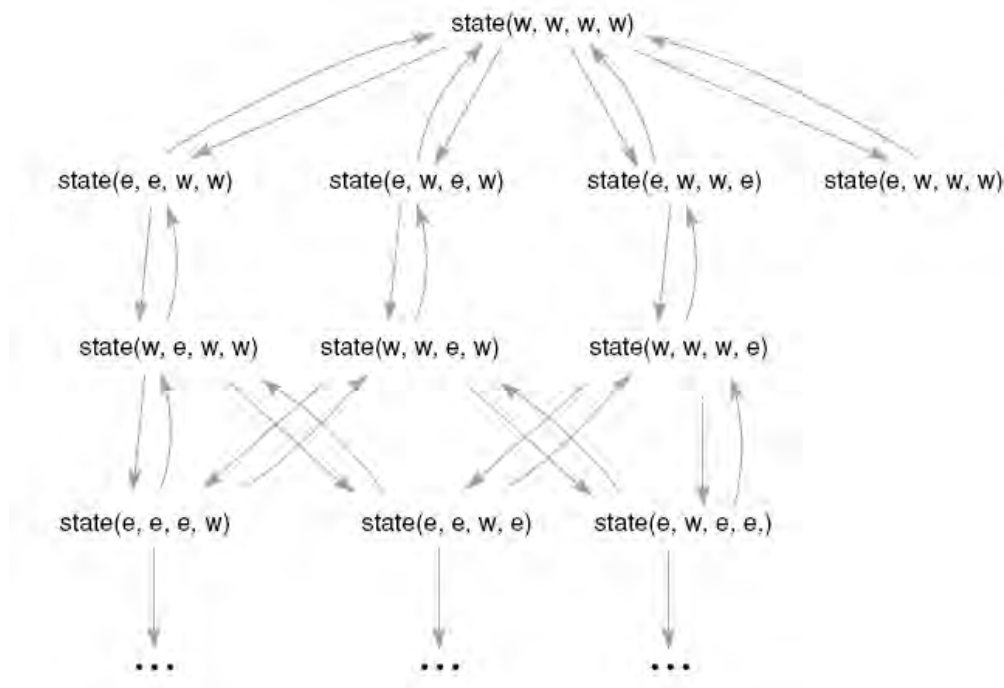 state(w, w, w, w)
state(e, e, w, w) state(e, w, e, w) state(e, w, w, e) state(e, w, w, w)
state(w, e, w, w) state(w, w, e, w) state(w, w, w, e)
state(e, e, e, w) state(e, e, w, e) state(e, w, e, e,)
... ... ...